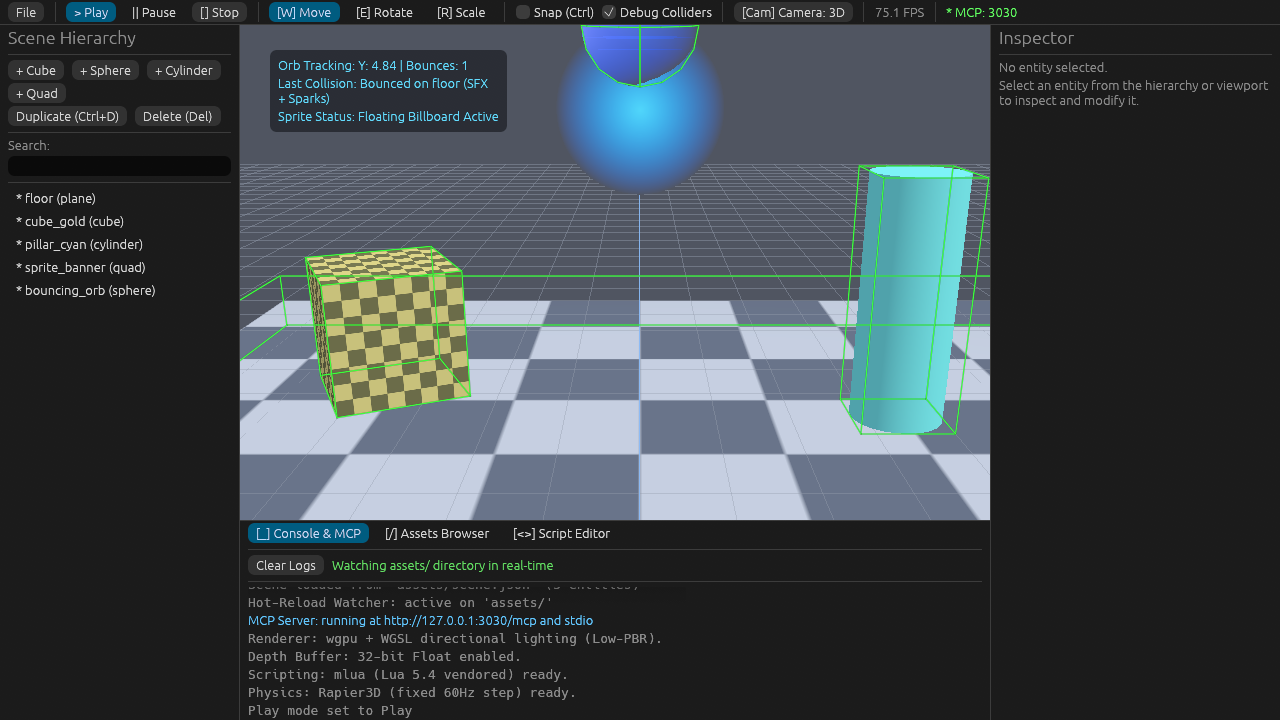 File > Play || Pause [] Stop [W] Move [E] Rotate [R] Scale Snap (Ctrl) Debug Colliders [Cam] Camera: 3D 75.1 FPS * MCP: 3030
Scene Hierarchy
+ Cube + Sphere + Cylinder
+ Quad
Duplicate (Ctrl+D) Delete (Del)
Search:
* floor (plane)
* cube_gold (cube)
* pillar_cyan (cylinder)
* sprite_banner (quad)
* bouncing_orb (sphere)
Orb Tracking: Y: 4.84 | Bounces: 1
Last Collision: Bounced on floor (SFX
+ Sparks)
Sprite Status: Floating Billboard Active
Inspector
No entity selected.
Select an entity from the hierarchy or viewport
to inspect and modify it.
[_] Console & MCP [/] Assets Browser [<>] Script Editor
Clear Logs Watching assets/ directory in real-time
Hot-Reload Watcher: active on 'assets/'
MCP Server: running at http://127.0.0.1:3030/mcp and stdio
Renderer: wgpu + WGSL directional lighting (Low-PBR).
Depth Buffer: 32-bit Float enabled.
Scripting: mlua (Lua 5.4 vendored) ready.
Physics: Rapier3D (fixed 60Hz step) ready.
Play mode set to Play